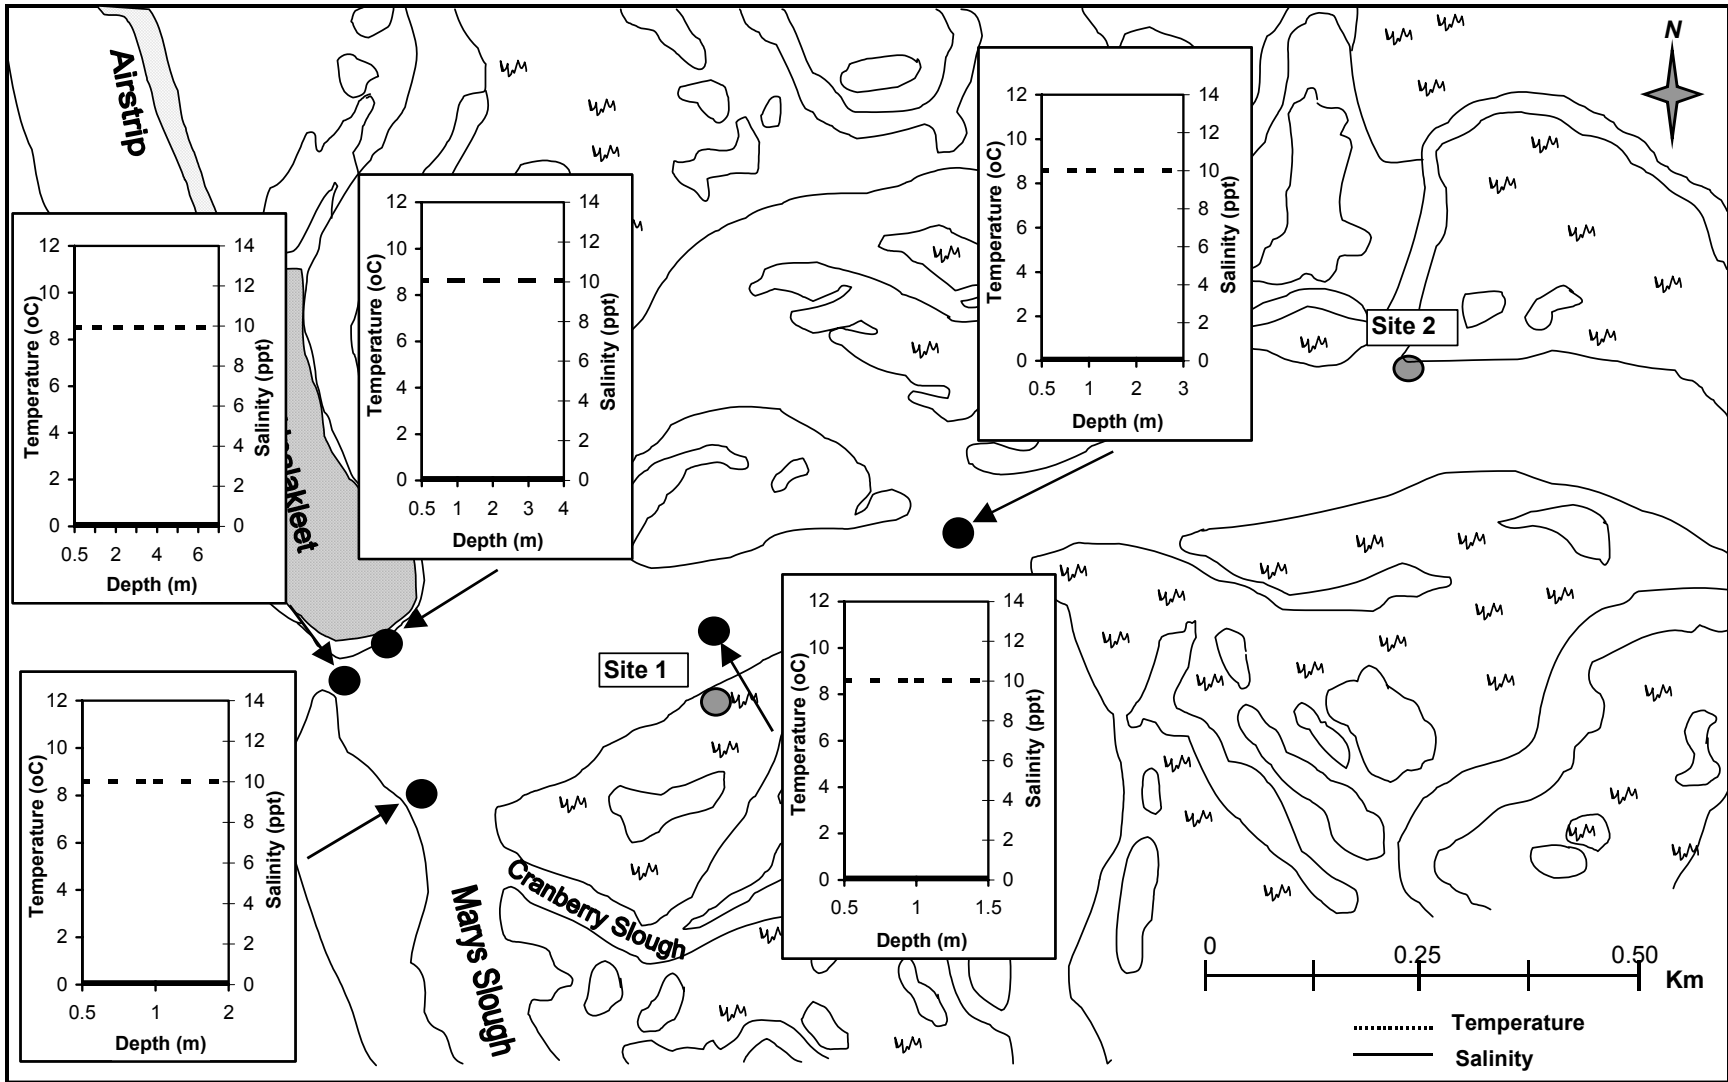 Airstrip
N
12
10
8
6
4
2
0
14
12
10
8
6
4
2
0
Temperature (oC)
Salinity (ppt)
0.5 1 2 3
Depth (m)
12
10
8
6
4
2
0
14
12
10
8
6
4
2
0
Temperature (oC)
Salinity (ppt)
0.5 1 2 3 4
Depth (m)
12
10
8
6
4
2
0
14
12
10
8
6
4
2
0
Temperature (oC)
Salinity (ppt)
0.5 2 4 6
Depth (m)
Site 2
Site 1
12
10
8
6
4
2
0
14
12
10
8
6
4
2
0
Temperature (oC)
Salinity (ppt)
0.5 1 1.5
Depth (m)
12
10
8
6
4
2
0
14
12
10
8
6
4
2
0
Temperature (oC)
Salinity (ppt)
0.5 1 2
Depth (m)
Cranberry Slough
Marys Slough
0 0.25 0.50
Km
Temperature
Salinity